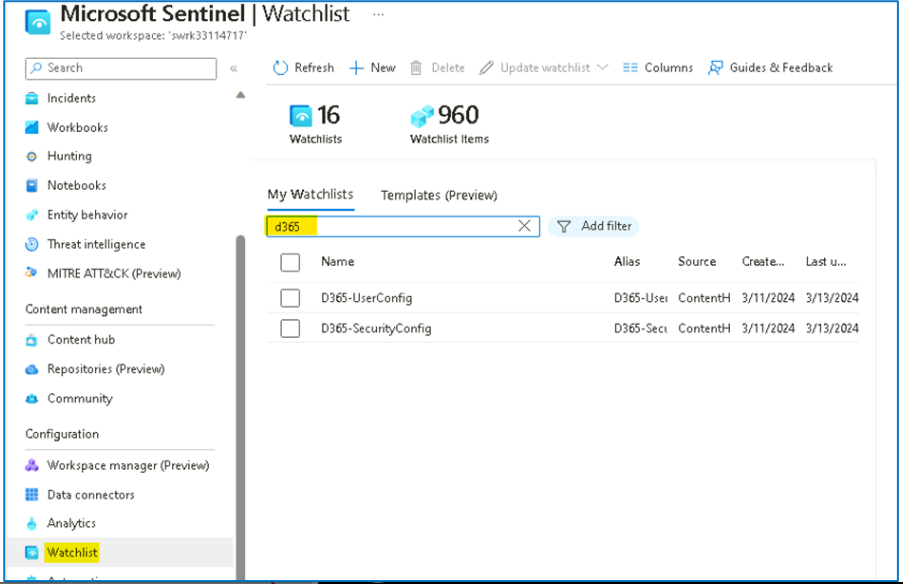 Microsoft Sentinel | Watchlist ...
Selected workspace: 'swrk33114717'
Search
«
Incidents
Workbooks
Hunting
Notebooks
Entity behavior
Threat intelligence
MITRE ATT&CK (Preview)
Content management
Content hub
Repositories (Preview)
Community
Configuration
Workspace manager (Preview)
Data connectors
Analytics
Watchlist
Refresh New Delete Update watchlist Columns Guides & Feedback
16 960
Watchlists Watchlist Items
My Watchlists Templates (Preview)
d365 Add filter
Name Alias Source Create... Last u...
D365-UserConfig D365-User ContentH 3/11/2024 3/13/2024
D365-SecurityConfig D365-Secu ContentH 3/11/2024 3/13/2024